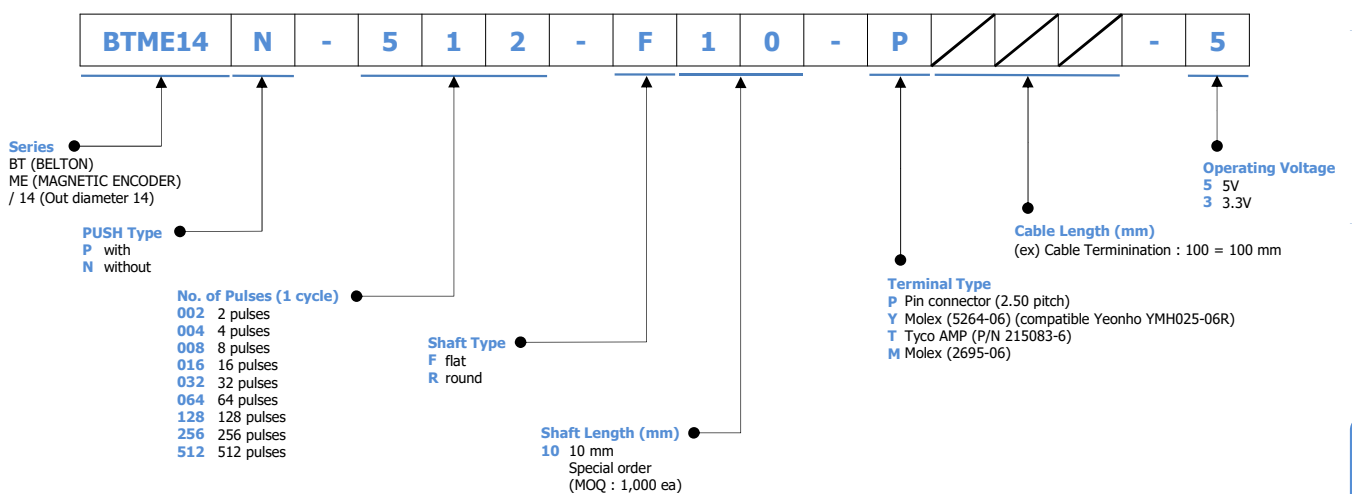 BTME14 N - 5 1 2 - F 1 0 - P - 5
Series
BT (BELTON)
ME (MAGNETIC ENCODER)
/ 14 (Out diameter 14)
PUSH Type
P with
N without
No. of Pulses (1 cycle)
002 2 pulses
004 4 pulses
008 8 pulses
016 16 pulses
032 32 pulses
064 64 pulses
128 128 pulses
256 256 pulses
512 512 pulses
Shaft Type
F flat
R round
Shaft Length (mm)
10 10 mm
Special order
(MOQ : 1,000 ea)
Terminal Type
P Pin connector (2.50 pitch)
Y Molex (5264-06) (compatible Yeonho YMH025-06R)
T Tyco AMP (P/N 215083-6)
M Molex (2695-06)
Cable Length (mm)
(ex) Cable Terminination : 100 = 100 mm
Operating Voltage
5 5V
3 3.3V